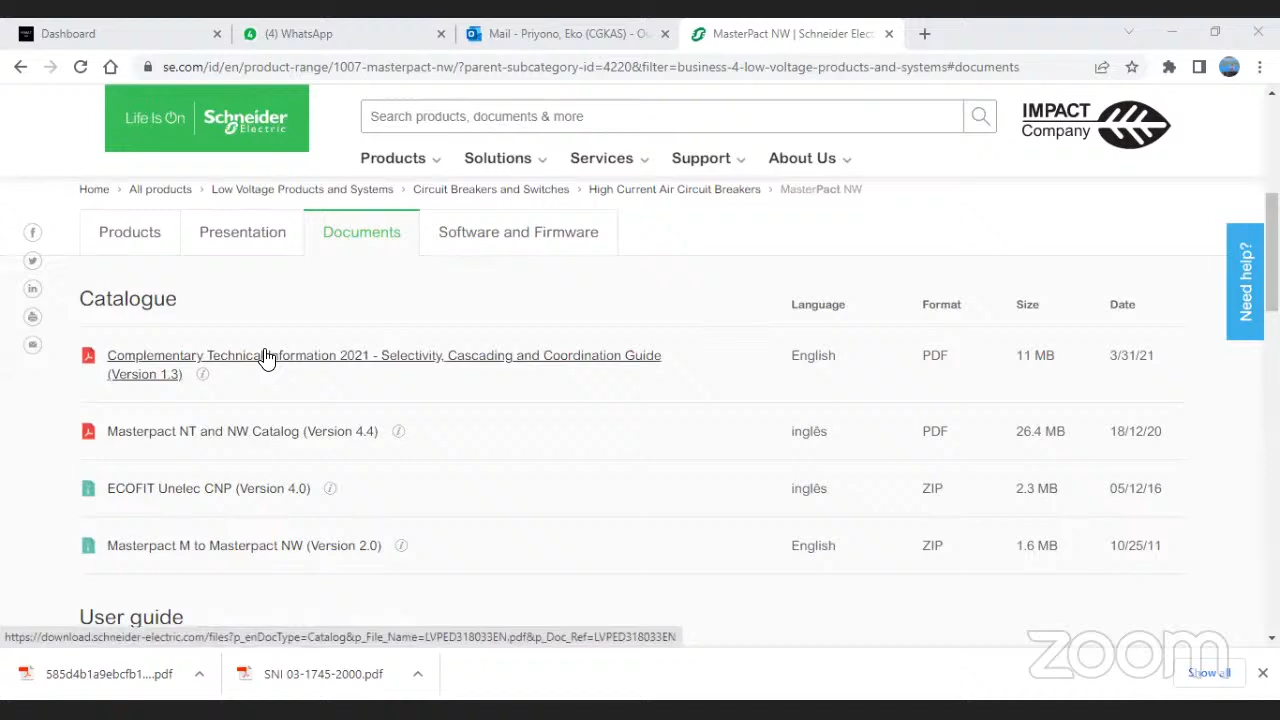 Dashboard
(4) WhatsApp
Mail - Priyono, Eko (CGKAS) - Ou
MasterPact NW | Schneider Elect
se.com/id/en/product-range/1007-masterpact-nw/?parent-subcategory-id=4220&filter=business-4-low-voltage-products-and-systems#documents
Life Is On | Schneider Electric
Search products, documents & more
IMPACT
Company
Products Solutions Services Support About Us
Home > All products > Low Voltage Products and Systems > Circuit Breakers and Switches > High Current Air Circuit Breakers > MasterPact NW
Products Presentation Documents Software and Firmware
Need help?
Catalogue Language Format Size Date
Complementary Technical Information 2021 - Selectivity, Cascading and Coordination Guide English PDF 11 MB 3/31/21
(Version 1.3)
Masterpact NT and NW Catalog (Version 4.4) inglês PDF 26.4 MB 18/12/20
ECOFIT Unelec CNP (Version 4.0) inglês ZIP 2.3 MB 05/12/16
Masterpact M to Masterpact NW (Version 2.0) English ZIP 1.6 MB 10/25/11
User guide
https://download.schneider-electric.com/files?p_enDocType=Catalog&p_File_Name=LVPED318033EN.pdf&p_Doc_Ref=LVPED318033EN
zoom
585d4b1a9ebcfb1....pdf SNI 03-1745-2000.pdf Show all